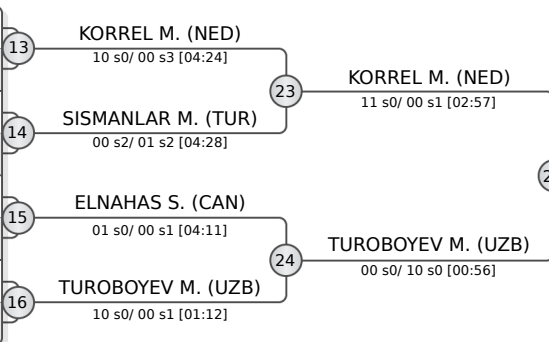 13
KORREL M. (NED)
10 s0/ 00 s3 [04:24]
23
KORREL M. (NED)
11 s0/ 00 s1 [02:57]
14
SISMANLAR M. (TUR)
00 s2/ 01 s2 [04:28]
15
ELNAHAS S. (CAN)
01 s0/ 00 s1 [04:11]
24
TUROBOYEV M. (UZB)
00 s0/ 10 s0 [00:56]
16
TUROBOYEV M. (UZB)
10 s0/ 00 s1 [01:12]